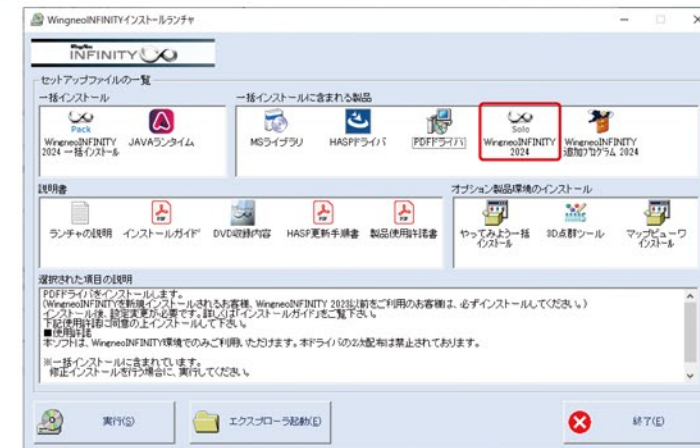 WingneoINFINITYインストールランチャ
WingNeo
INFINITY
セットアップファイルの一覧
一括インストール
一括インストールに含まれる製品
Pack
WingneoINFINITY
2024 一括インストール
JAVAランタイム
MSライブラリ
HASPドライバ
PDFドライバ
Solo
WingneoINFINITY
2024
WingneoINFINITY
追加プログラム 2024
説明書
オプション製品環境のインストール
ランチャの説明
インストールガイド
DVD収録内容
HASP更新手順書
製品使用許諾書
やってみよう一括
インストール
3D点群ツール
マップビューワ
インストール
選択された項目の説明
PDFドライバをインストールします。
(WingneoINFINITYを新規インストールされるお客様、WingneoINFINITY 2023以前をご利用のお客様は、必ずインストールしてください。)
インストール後、設定変更が必要です。詳しくは「インストールガイド」をご覧下さい。
下記使用許諾に同意の上インストールして下さい。
■使用許諾
本ソフトは、WingneoINFINITY環境でのみご利用いただけます。本ドライバの2次配布は禁止されております。
※一括インストールに含まれています。
修正インストールを行う場合に、実行してください。
実行(S)
エクスプローラ起動(E)
終了(E)